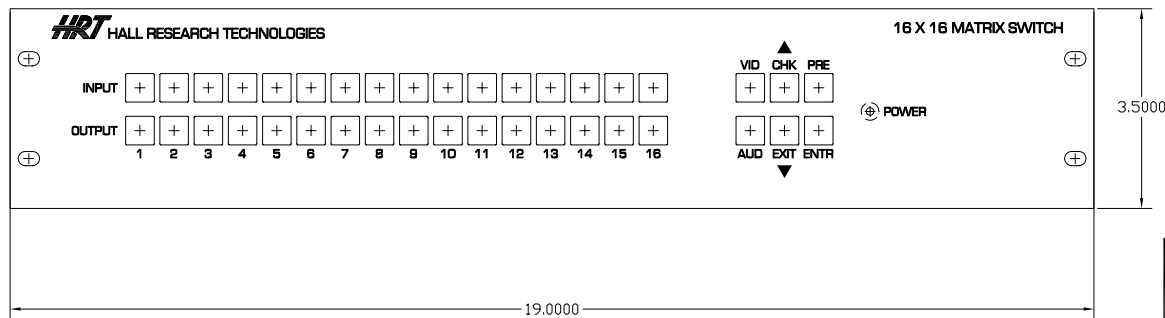 HRT HALL RESEARCH TECHNOLOGIES
16 X 16 MATRIX SWITCH
VID CHK PRE
INPUT
POWER
3.5000
OUTPUT
1 2 3 4 5 6 7 8 9 10 11 12 13 14 15 16
AUD EXIT ENTR
19.0000